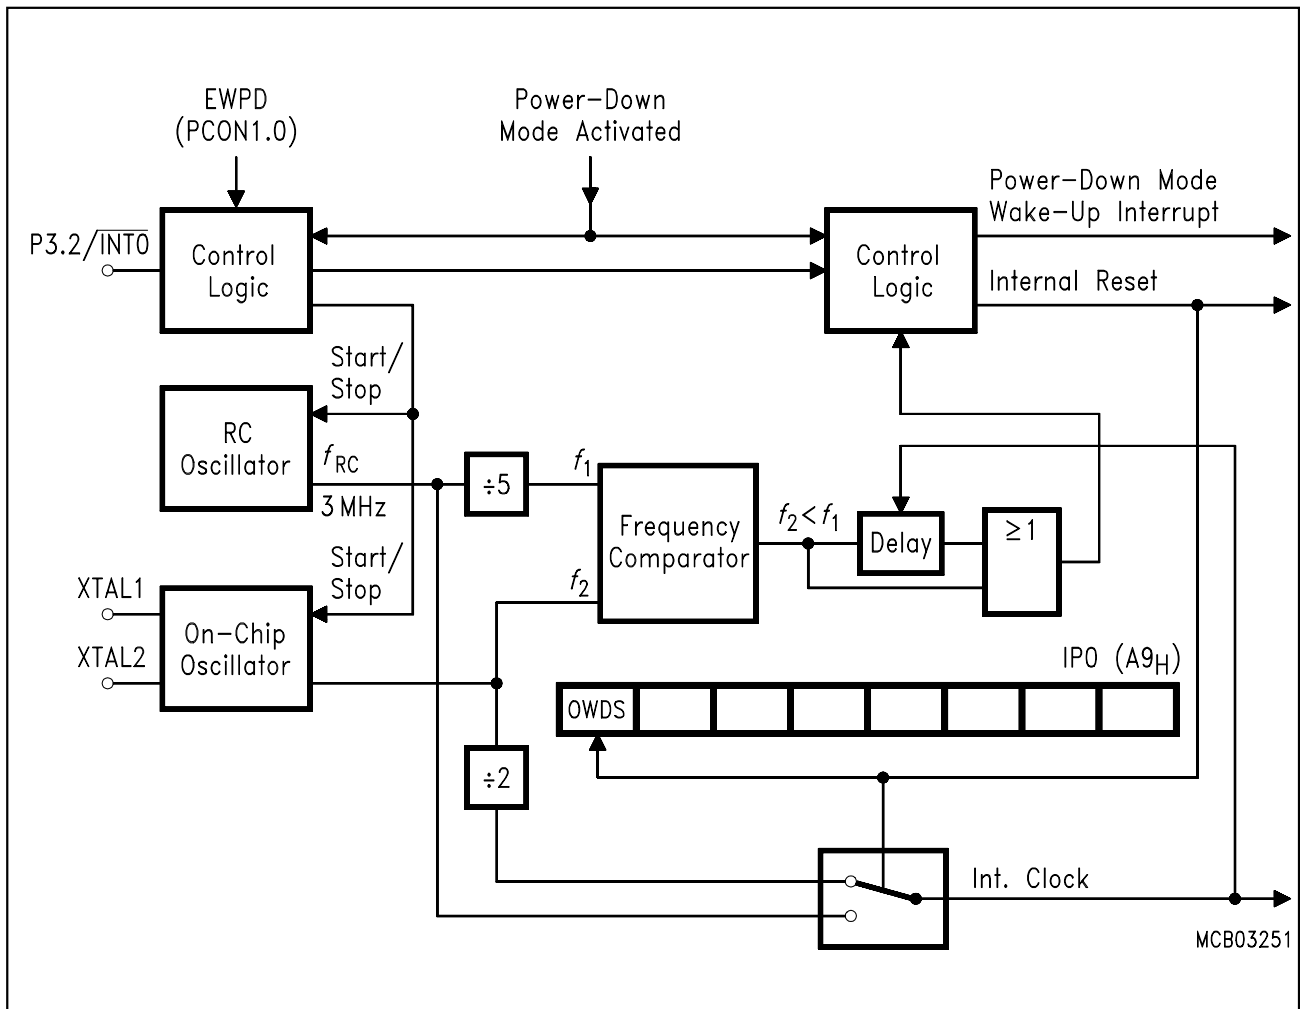 EWPD
(PCON1.0)
Power-Down
Mode Activated
Power-Down Mode
Wake-Up Interrupt
P3.2/INT0
Control
Logic
Control
Logic
Internal Reset
Start/
Stop
RC
Oscillator
fRC
3 MHz
÷5
f1
Frequency
Comparator
f2<f1
Delay
≥1
Start/
Stop
f2
XTAL1
XTAL2
On-Chip
Oscillator
IP0 (A9H)
OWDS
÷2
Int. Clock
MCB03251